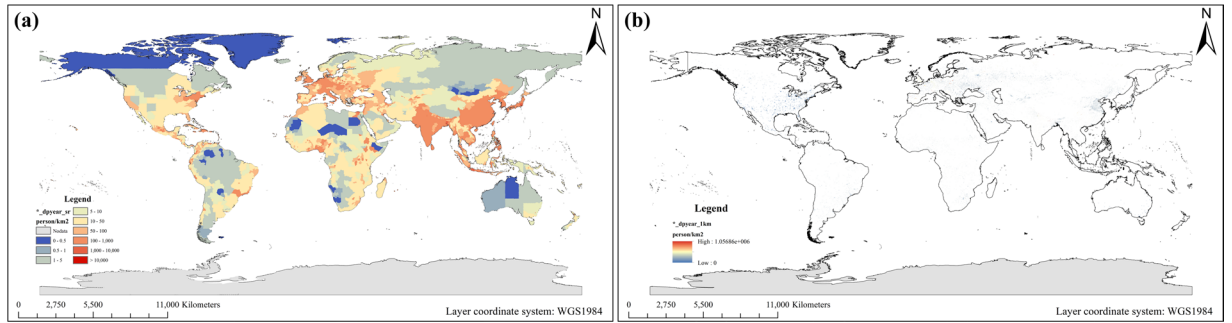 (a)
N
Legend
*_dpyear_sr
person/km2
Nodata
0 - 0.5
0.5 - 1
1 - 5
5 - 10
10 - 50
50 - 100
100 - 1,000
1,000 - 10,000
> 10,000
0 2,750 5,500 11,000 Kilometers
Layer coordinate system: WGS1984
(b)
N
Legend
*_dpyear_1km
person/km2
High : 1.05686e+006
Low : 0
0 2,750 5,500 11,000 Kilometers
Layer coordinate system: WGS1984